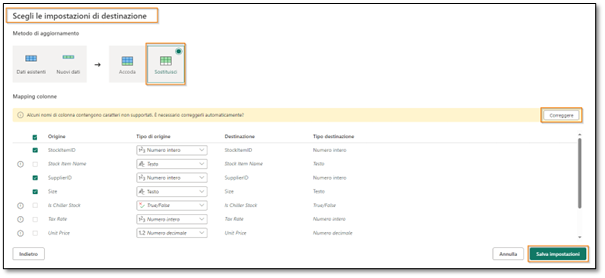 Scegli le impostazioni di destinazione
Metodo di aggiornamento
Dati esistenti Nuovi dati → Accoda Sostituisci
Mapping colonne
Alcuni nomi di colonna contengono caratteri non supportati. È necessario correggerli automaticamente? Correggere
Origine Tipo di origine Destinazione Tipo destinazione
StockItemID 1²3 Numero intero StockItemID Numero intero
Stock Item Name Testo Stock Item Name Testo
SupplierID 1²3 Numero intero SupplierID Numero intero
Size Testo Size Testo
Is Chiller Stock True/False Is Chiller Stock True/False
Tax Rate 1²3 Numero intero Tax Rate Numero intero
Unit Price 1.2 Numero decimale Unit Price Numero decimale
Indietro Annulla Salva impostazioni